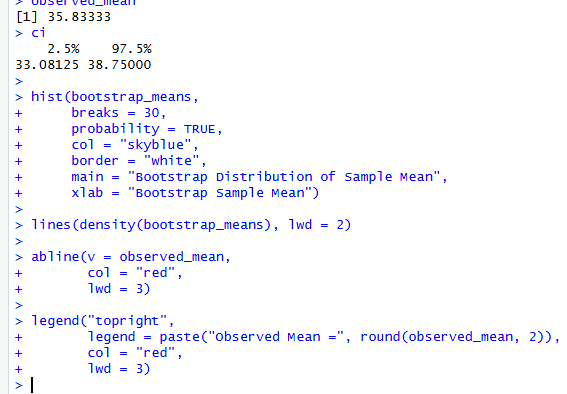 > observed_mean
[1] 35.83333
> ci
    2.5%    97.5%
33.08125 38.75000
>
> hist(bootstrap_means,
+      breaks = 30,
+      probability = TRUE,
+      col = "skyblue",
+      border = "white",
+      main = "Bootstrap Distribution of Sample Mean",
+      xlab = "Bootstrap Sample Mean")
>
> lines(density(bootstrap_means), lwd = 2)
>
> abline(v = observed_mean,
+        col = "red",
+        lwd = 3)
>
> legend("topright",
+        legend = paste("Observed Mean =", round(observed_mean, 2)),
+        col = "red",
+        lwd = 3)
>